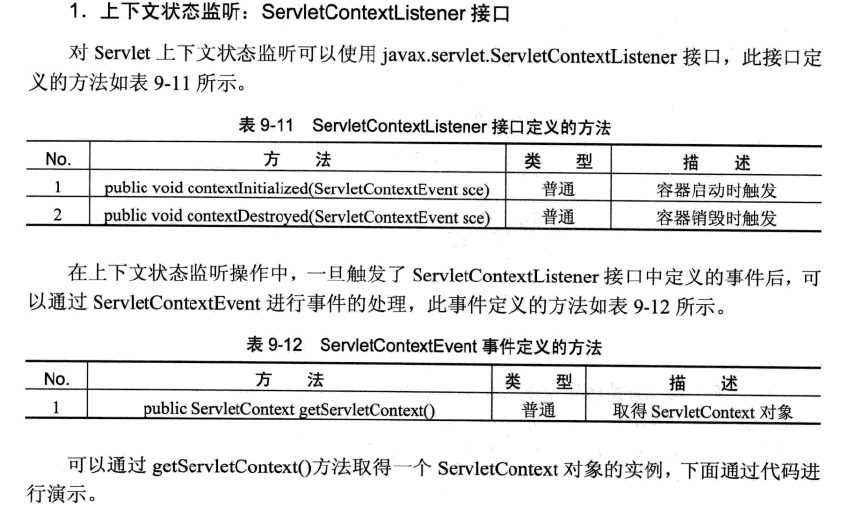 1. 上下文状态监听：ServletContextListener 接口
对 Servlet 上下文状态监听可以使用 javax.servlet.ServletContextListener 接口，此接口定
义的方法如表 9-11 所示。
表 9-11 ServletContextListener 接口定义的方法
No. 方 法 类 型 描 述
1 public void contextInitialized(ServletContextEvent sce) 普通 容器启动时触发
2 public void contextDestroyed(ServletContextEvent sce) 普通 容器销毁时触发
在上下文状态监听操作中，一旦触发了 ServletContextListener 接口中定义的事件后，可
以通过 ServletContextEvent 进行事件的处理，此事件定义的方法如表 9-12 所示。
表 9-12 ServletContextEvent 事件定义的方法
No. 方 法 类 型 描 述
1 public ServletContext getServletContext() 普通 取得 ServletContext 对象
可以通过 getServletContext()方法取得一个 ServletContext 对象的实例，下面通过代码进
行演示。